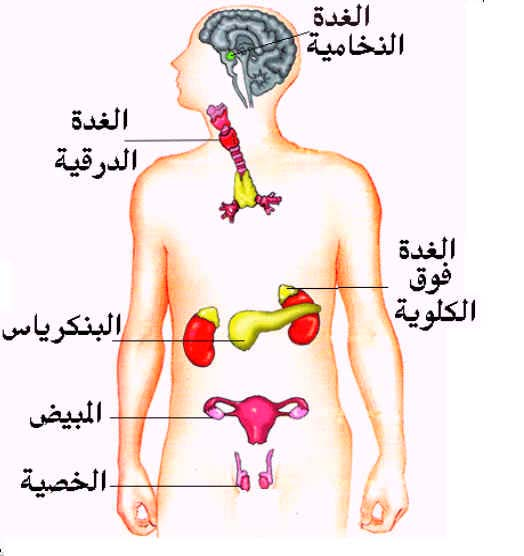 الغدة
النخامية
الغدة
الدرقية
الغدة
فوق
الكلوية
البنكرياس
المبيض
الخصية